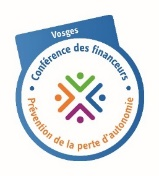 Vosges
• Conférence des financeurs •
Prévention de la perte d'autonomie